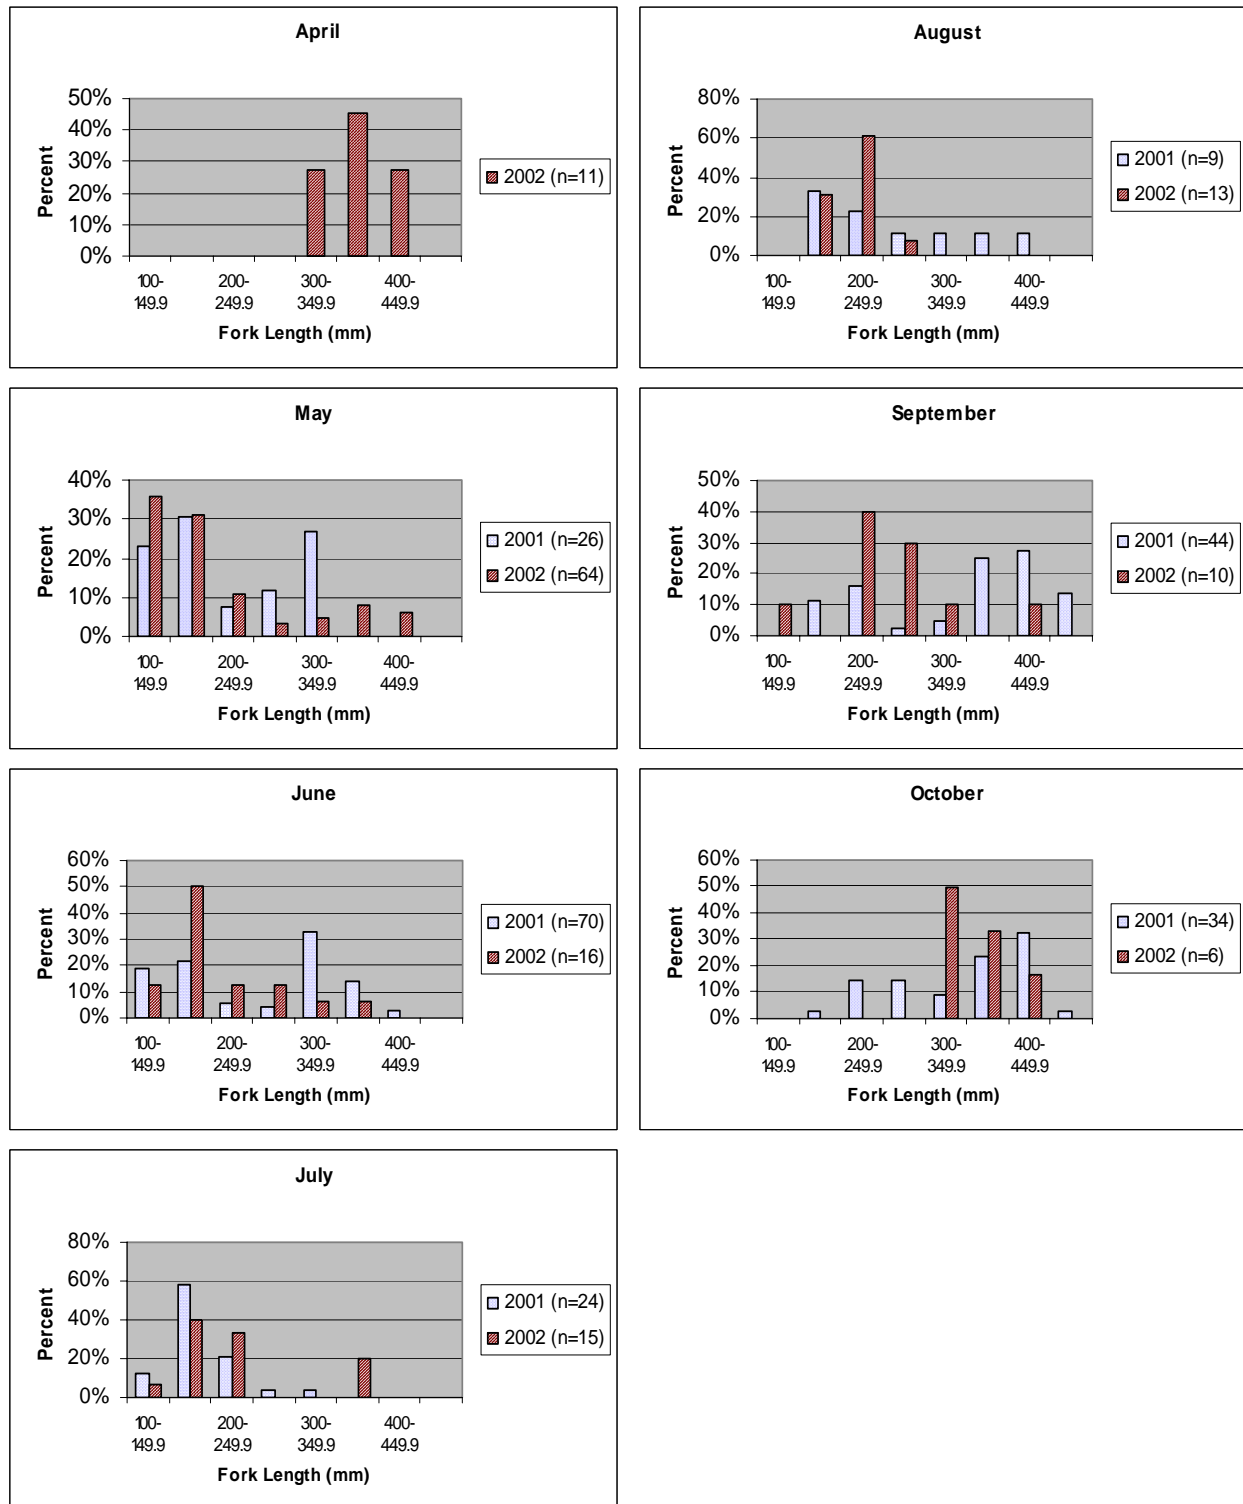 April
50%
40%
30%
20%
10%
0%
Percent
100-
149.9
200-
249.9
300-
349.9
400-
449.9
Fork Length (mm)
2002 (n=11)
August
80%
60%
40%
20%
0%
Percent
100-
149.9
200-
249.9
300-
349.9
400-
449.9
Fork Length (mm)
2001 (n=9)
2002 (n=13)
May
40%
30%
20%
10%
0%
Percent
100-
149.9
200-
249.9
300-
349.9
400-
449.9
Fork Length (mm)
2001 (n=26)
2002 (n=64)
September
50%
40%
30%
20%
10%
0%
Percent
100-
149.9
200-
249.9
300-
349.9
400-
449.9
Fork Length (mm)
2001 (n=44)
2002 (n=10)
June
60%
50%
40%
30%
20%
10%
0%
Percent
100-
149.9
200-
249.9
300-
349.9
400-
449.9
Fork Length (mm)
2001 (n=70)
2002 (n=16)
October
60%
50%
40%
30%
20%
10%
0%
Percent
100-
149.9
200-
249.9
300-
349.9
400-
449.9
Fork Length (mm)
2001 (n=34)
2002 (n=6)
July
80%
60%
40%
20%
0%
Percent
100-
149.9
200-
249.9
300-
349.9
400-
449.9
Fork Length (mm)
2001 (n=24)
2002 (n=15)